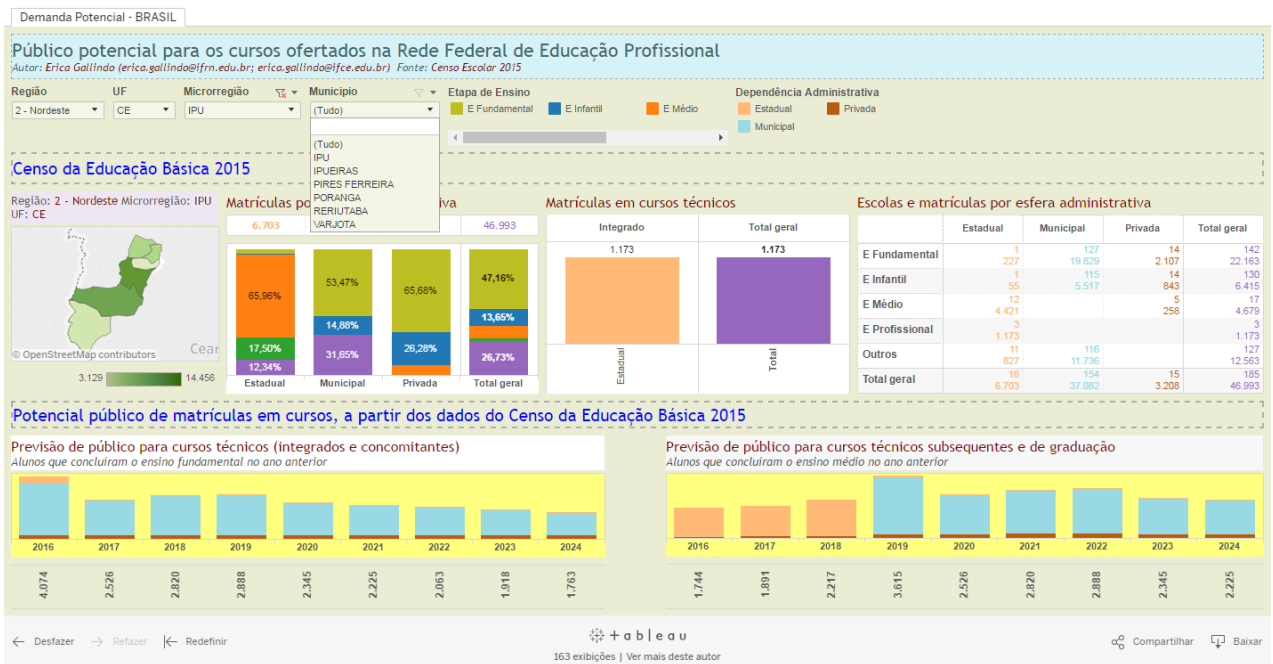 Demanda Potencial - BRASIL
Público potencial para os cursos ofertados na Rede Federal de Educação Profissional
Autor: Erica Gallindo (erica.gallindo@ifrn.edu.br; erica.gallindo@ifce.edu.br) Fonte: Censo Escolar 2015
Região UF Microrregião Município Etapa de Ensino Dependência Administrativa
2 - Nordeste CE IPU (Tudo) E Fundamental E Infantil E Médio Estadual Privada
Municipal
(Tudo)
IPU
IPUEIRAS
PIRES FERREIRA
PORANGA
RERIUTABA
VARJOTA
Censo da Educação Básica 2015
Região: 2 - Nordeste Microrregião: IPU
UF: CE
© OpenStreetMap contributors
Cear
3.129 14.456
Matrículas po va
6.703 46.993
65,96% 17,50% 12,34%
53,47% 14,88% 31,65%
65,68% 26,28%
47,16% 13,65% 26,73%
Estadual Municipal Privada Total geral
Matrículas em cursos técnicos
Integrado Total geral
1.173 1.173
Estadual Total
Escolas e matrículas por esfera administrativa
Estadual Municipal Privada Total geral
E Fundamental 1 127 14 142
227 19.829 2.107 22.163
E Infantil 1 115 14 130
55 5.517 843 6.415
E Médio 12 5 17
4.421 258 4.679
E Profissional 3 3
1.173 1.173
Outros 11 116 127
827 11.736 12.563
Total geral 16 154 15 185
6.703 37.082 3.208 46.993
Potencial público de matrículas em cursos, a partir dos dados do Censo da Educação Básica 2015
Previsão de público para cursos técnicos (integrados e concomitantes)
Alunos que concluiram o ensino fundamental no ano anterior
2016 2017 2018 2019 2020 2021 2022 2023 2024
4.074 2.526 2.820 2.888 2.345 2.225 2.063 1.918 1.763
Previsão de público para cursos técnicos subsequentes e de graduação
Alunos que concluiram o ensino médio no ano anterior
2016 2017 2018 2019 2020 2021 2022 2023 2024
1.744 1.891 2.217 3.615 2.526 2.820 2.888 2.345 2.225
Desfazer Refazer Redefinir
+ a b l e a u
163 exibições | Ver mais deste autor
Compartilhar Baixar